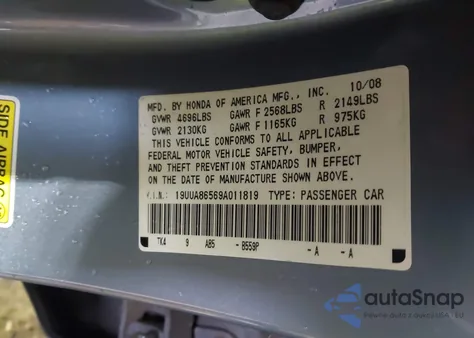 SIDE AIRBAG
MFD. BY HONDA OF AMERICA MFG., INC. 10/08
GVWR 4696LBS GAWR F 2568LBS R 2149LBS
GVWR 2130KG GAWR F 1165KG R 975KG
THIS VEHICLE CONFORMS TO ALL APPLICABLE
FEDERAL MOTOR VEHICLE SAFETY, BUMPER,
AND THEFT PREVENTION STANDARDS IN EFFECT
ON THE DATE OF MANUFACTURE SHOWN ABOVE.
V.I.N.: 19UUA86569A011819 TYPE: PASSENGER CAR
TK4 9 AB5 - B559P - A - A
autoSnap